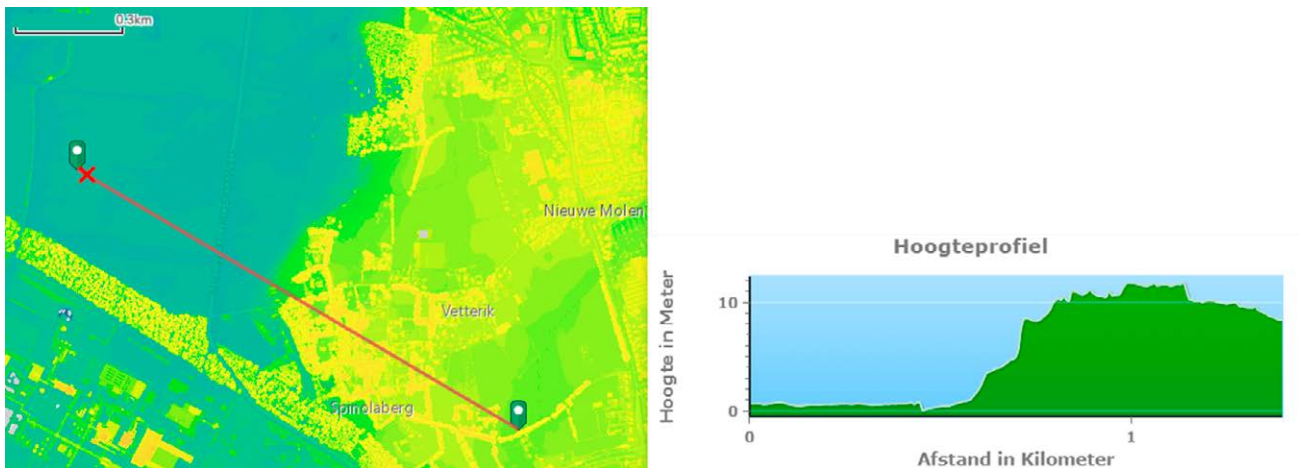 0.3km
Nieuwe Molen
Vetterik
Spinolaberg
Hoogteprofiel
Hoogte in Meter
10
0
0
1
Afstand in Kilometer